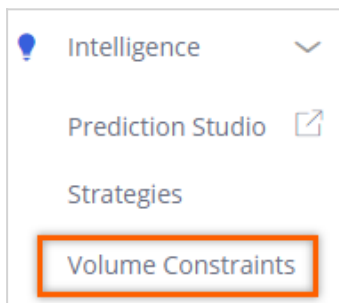 Intelligence
Prediction Studio
Strategies
Volume Constraints